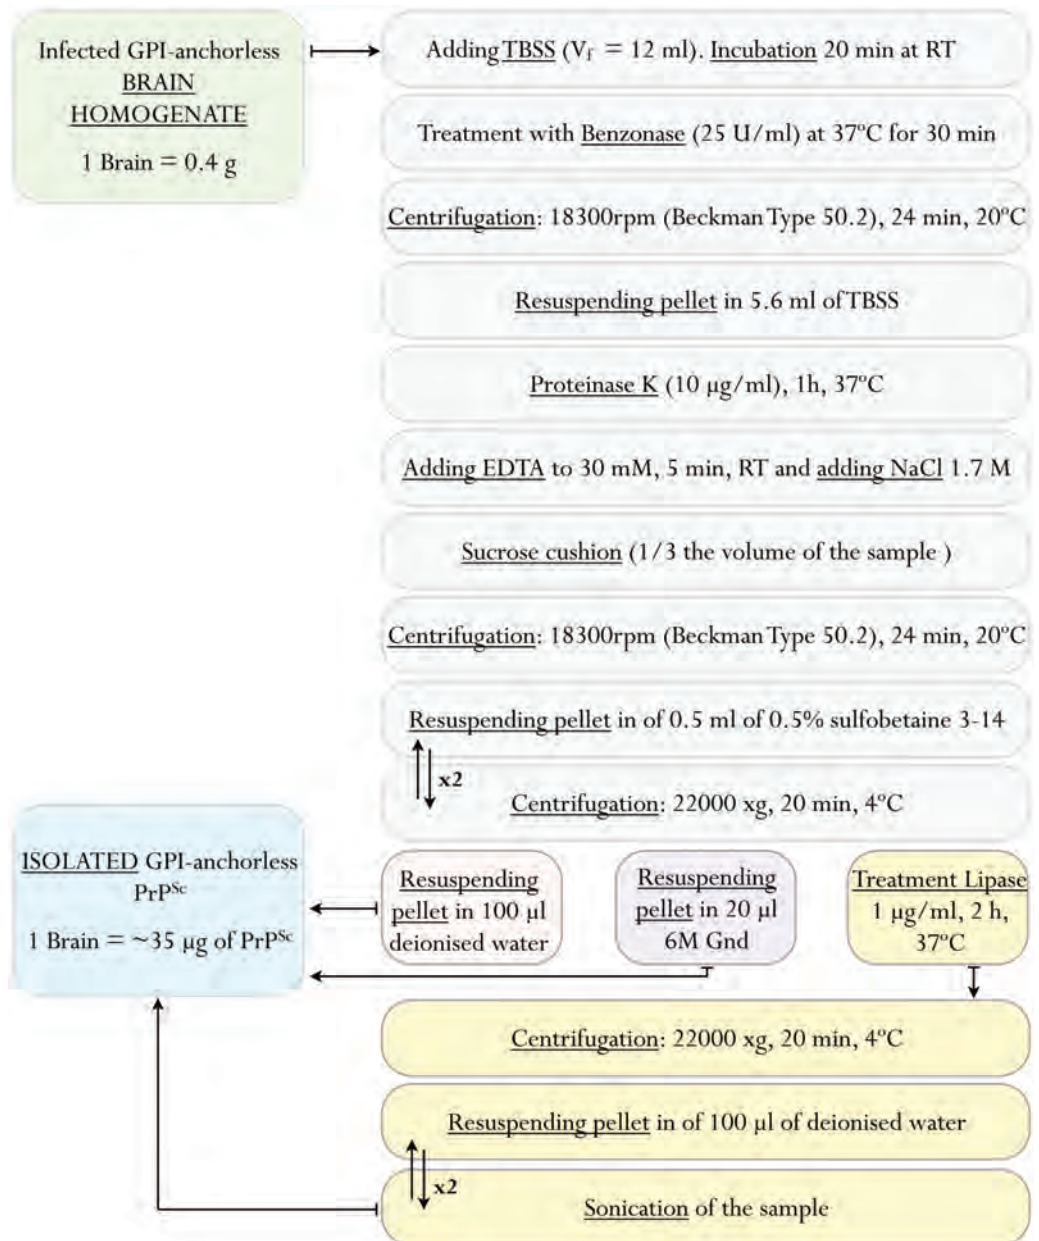 Infected GPI-anchorless
BRAIN
HOMOGENATE
1 Brain = 0.4 g
Adding TBSS (Vf = 12 ml). Incubation 20 min at RT
Treatment with Benzonase (25 U/ml) at 37ºC for 30 min
Centrifugation: 18300rpm (Beckman Type 50.2), 24 min, 20ºC
Resuspending pellet in 5.6 ml of TBSS
Proteinase K (10 µg/ml), 1h, 37ºC
Adding EDTA to 30 mM, 5 min, RT and adding NaCl 1.7 M
Sucrose cushion (1/3 the volume of the sample )
Centrifugation: 18300rpm (Beckman Type 50.2), 24 min, 20ºC
Resuspending pellet in of 0.5 ml of 0.5% sulfobetaine 3-14
x2
Centrifugation: 22000 xg, 20 min, 4ºC
ISOLATED GPI-anchorless
PrPSc
1 Brain = ~35 µg of PrPSc
Resuspending
pellet in 100 µl
deionised water
Resuspending
pellet in 20 µl
6M Gnd
Treatment Lipase
1 µg/ml, 2 h,
37ºC
Centrifugation: 22000 xg, 20 min, 4ºC
Resuspending pellet in of 100 µl of deionised water
x2
Sonication of the sample